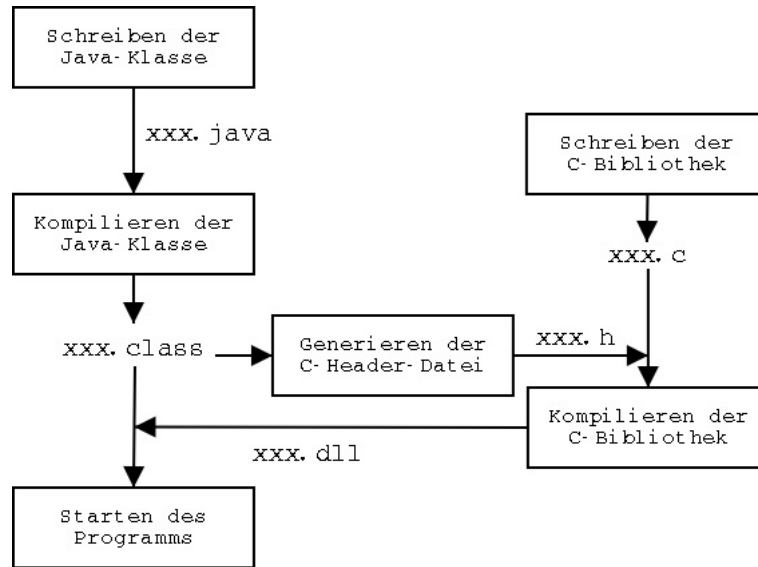 Schreiben der
Java-Klasse
xxx.java
Schreiben der
C-Bibliothek
Kompilieren der
Java-Klasse
xxx.c
xxx.class
Generieren der
C-Header-Datei
xxx.h
Kompilieren der
C-Bibliothek
xxx.dll
Starten des
Programms